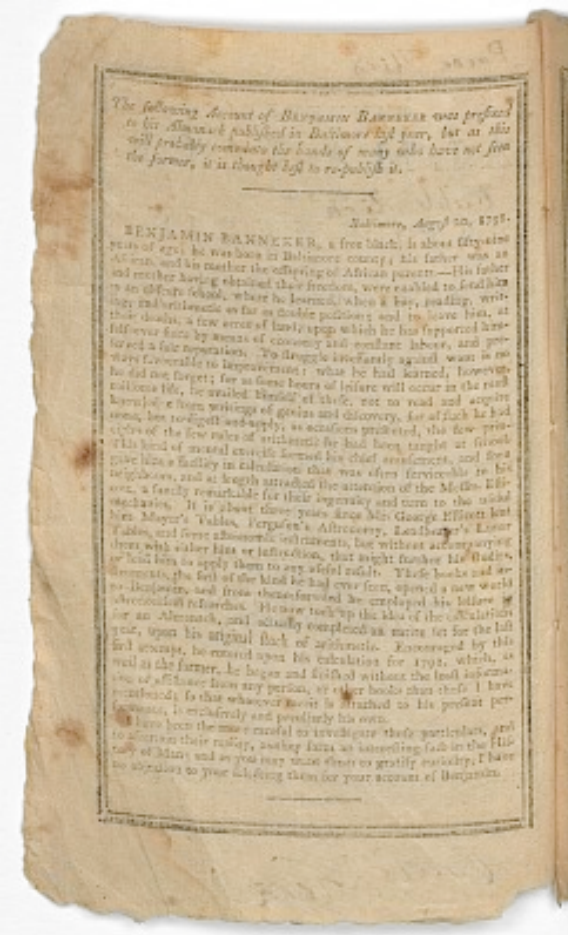 The following Account of BENJAMIN BANNEKER was prefixed
to his Almanack published in Baltimore last year, but as this
will probably come into the hands of many who have not seen
the former, it is thought best to re-publish it.
Baltimore, August 20, 1791.
BENJAMIN BANNEKER, a free black, is about fifty-nine
years of age; he was born in Baltimore county; his father was an
African, and his mother the offspring of African parents.—His father
and mother having obtained their freedom, were enabled to send him
to an obscure school, where he learned, when a boy, reading, writ-
ing, and arithmetic as far as double position; and to leave him, at
their deaths, a few acres of land, upon which he has supported him-
self ever since by means of economy and constant labour, and pre-
served a fair reputation. To struggle incessantly against want is no
ways favourable to improvement: what he had learned, however,
he did not forget; for as some hours of leisure will occur in the most
toilsome life, he availed himself of these, not to read and acquire
knowledge from writings of genius and discovery, for of such he had
none, but to digest and apply, as occasions presented, the few prin-
ciples of the few rules of arithmetic he had been taught at school.
This kind of mental exercise formed his chief amusement, and soon
gave him a facility in calculation that was often serviceable to his
neighbours, and at length attracted the attention of the Messrs. Elli-
cott, a family remarkable for their ingenuity and turn to the useful
mechanics. It is about three years since Mr. George Ellicott lent
him Mayer's Tables, Ferguson's Astronomy, Leadbeater's Lunar
Tables, and some astronomic instruments, but without accompanying
them with either hint or instruction, that might further his studies,
or lead him to apply them to any useful result. These books and in-
struments, the first of the kind he had ever seen, opened a new world
to Benjamin, and from thenceforward he employed his leisure in
astronomical researches. He now took up the idea of the calculations
for an Almanack, and actually completed an entire set for the last
year, upon his original stock of arithmetic. Encouraged by this
first attempt, he entered upon his calculation for 1792, which, as
well as the former, he began and finished without the least informa-
tion or assistance from any person, or other books than those I have
mentioned; so that whatever merit is attached to his present per-
formance, is exclusively and peculiarly his own.
I have been the more careful to investigate those particulars, and
to ascertain their reality, as they form an interesting fact in the His-
tory of Man; and as you may want them to gratify curiosity, I have
no objection to your selecting them for your account of Benjamin.